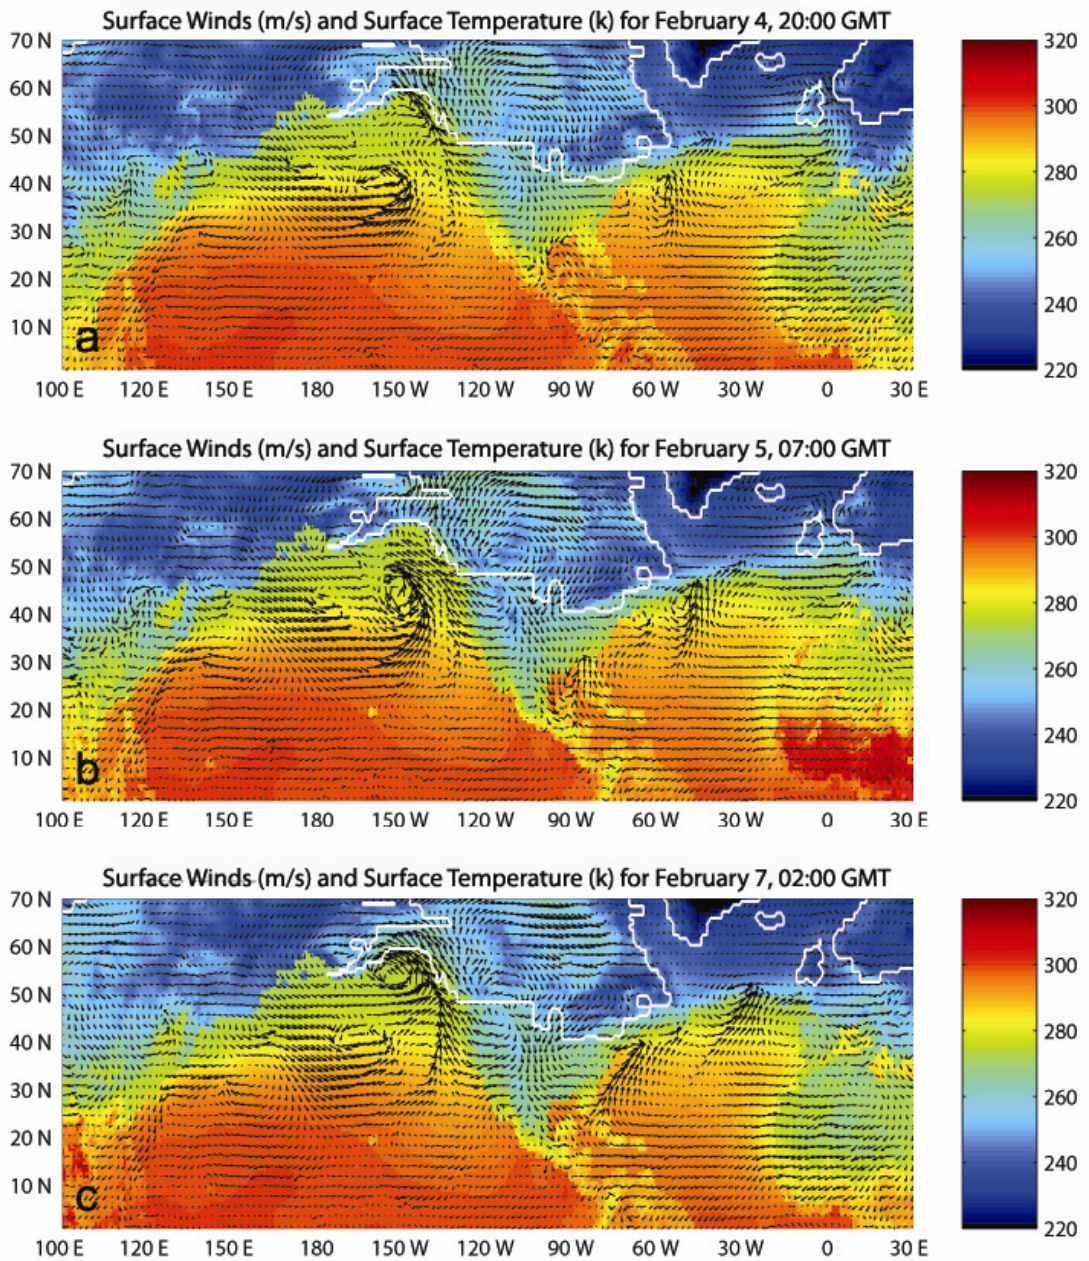 Surface Winds (m/s) and Surface Temperature (k) for February 4, 20:00 GMT
70 N
60 N
50 N
40 N
30 N
20 N
10 N
a
100 E 120 E 150 E 180 150 W 120 W 90 W 60 W 30 W 0 30 E
320
300
280
260
240
220
Surface Winds (m/s) and Surface Temperature (k) for February 5, 07:00 GMT
70 N
60 N
50 N
40 N
30 N
20 N
10 N
b
100 E 120 E 150 E 180 150 W 120 W 90 W 60 W 30 W 0 30 E
320
300
280
260
240
220
Surface Winds (m/s) and Surface Temperature (k) for February 7, 02:00 GMT
70 N
60 N
50 N
40 N
30 N
20 N
10 N
c
100 E 120 E 150 E 180 150 W 120 W 90 W 60 W 30 W 0 30 E
320
300
280
260
240
220